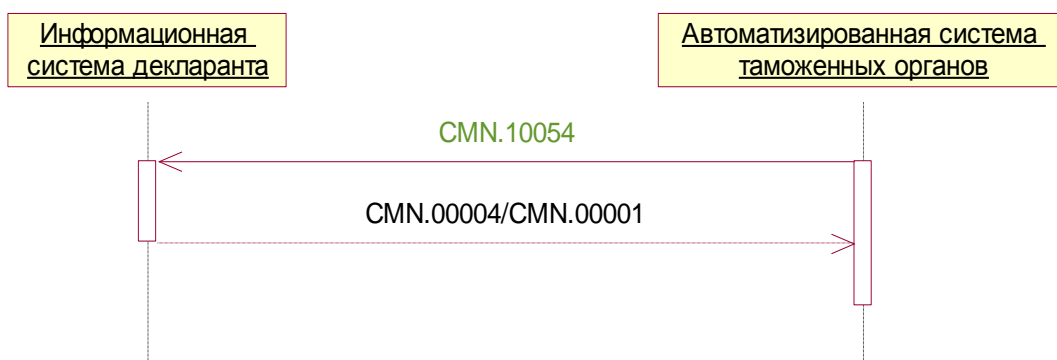 Информационная
система декларанта
Автоматизированная система
таможенных органов
CMN.10054
CMN.00004/CMN.00001